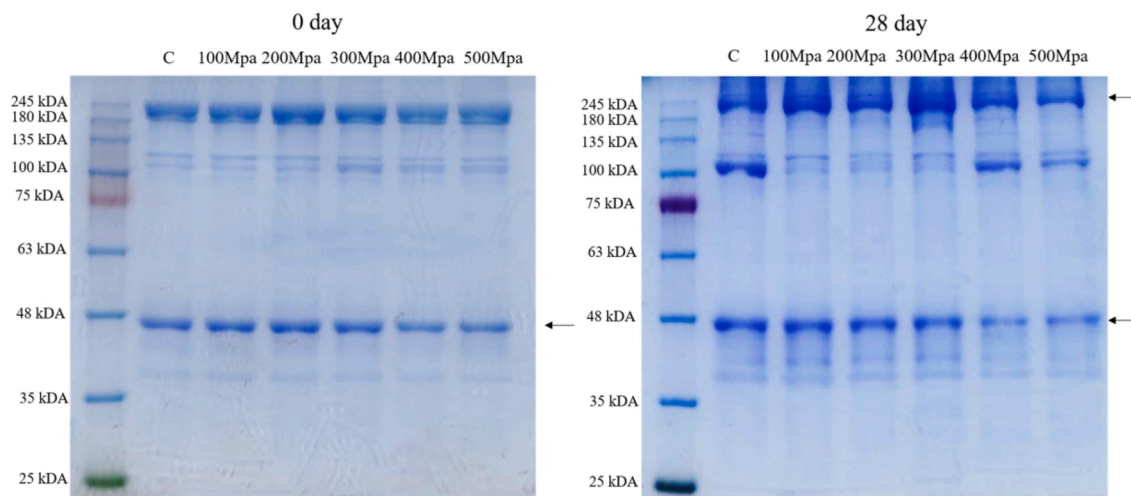 0 day
C 100Mpa 200Mpa 300Mpa 400Mpa 500Mpa
245 kDA
180 kDA
135 kDA
100 kDA
75 kDA
63 kDA
48 kDA
35 kDA
25 kDA
28 day
C 100Mpa 200Mpa 300Mpa 400Mpa 500Mpa
245 kDA
180 kDA
135 kDA
100 kDA
75 kDA
63 kDA
48 kDA
35 kDA
25 kDA